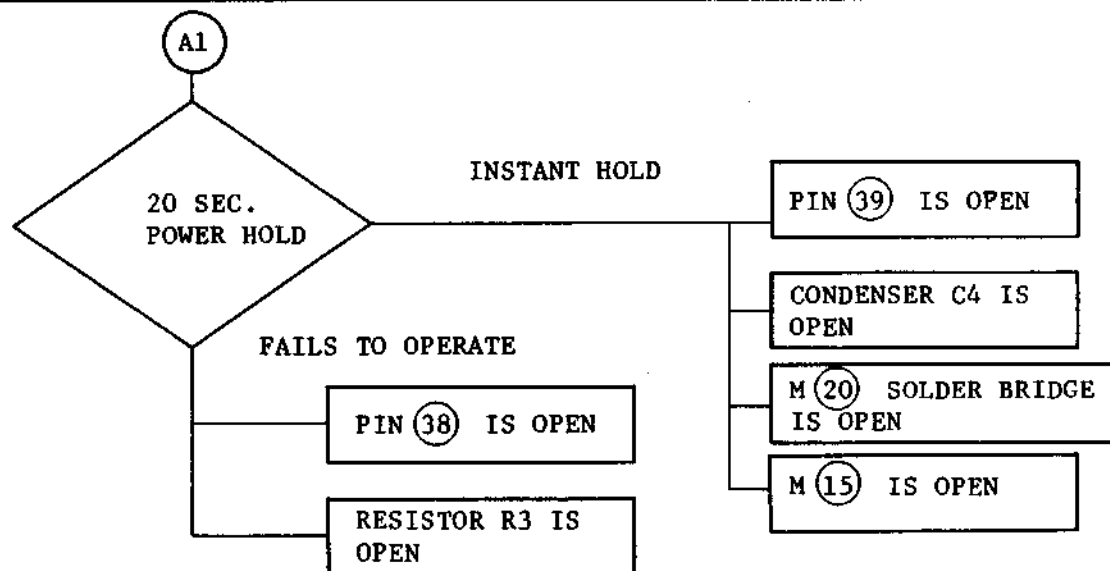 A1
20 SEC.
POWER HOLD
INSTANT HOLD
PIN 39 IS OPEN
CONDENSER C4 IS
OPEN
M 20 SOLDER BRIDGE
IS OPEN
M 15 IS OPEN
FAILS TO OPERATE
PIN 38 IS OPEN
RESISTOR R3 IS
OPEN